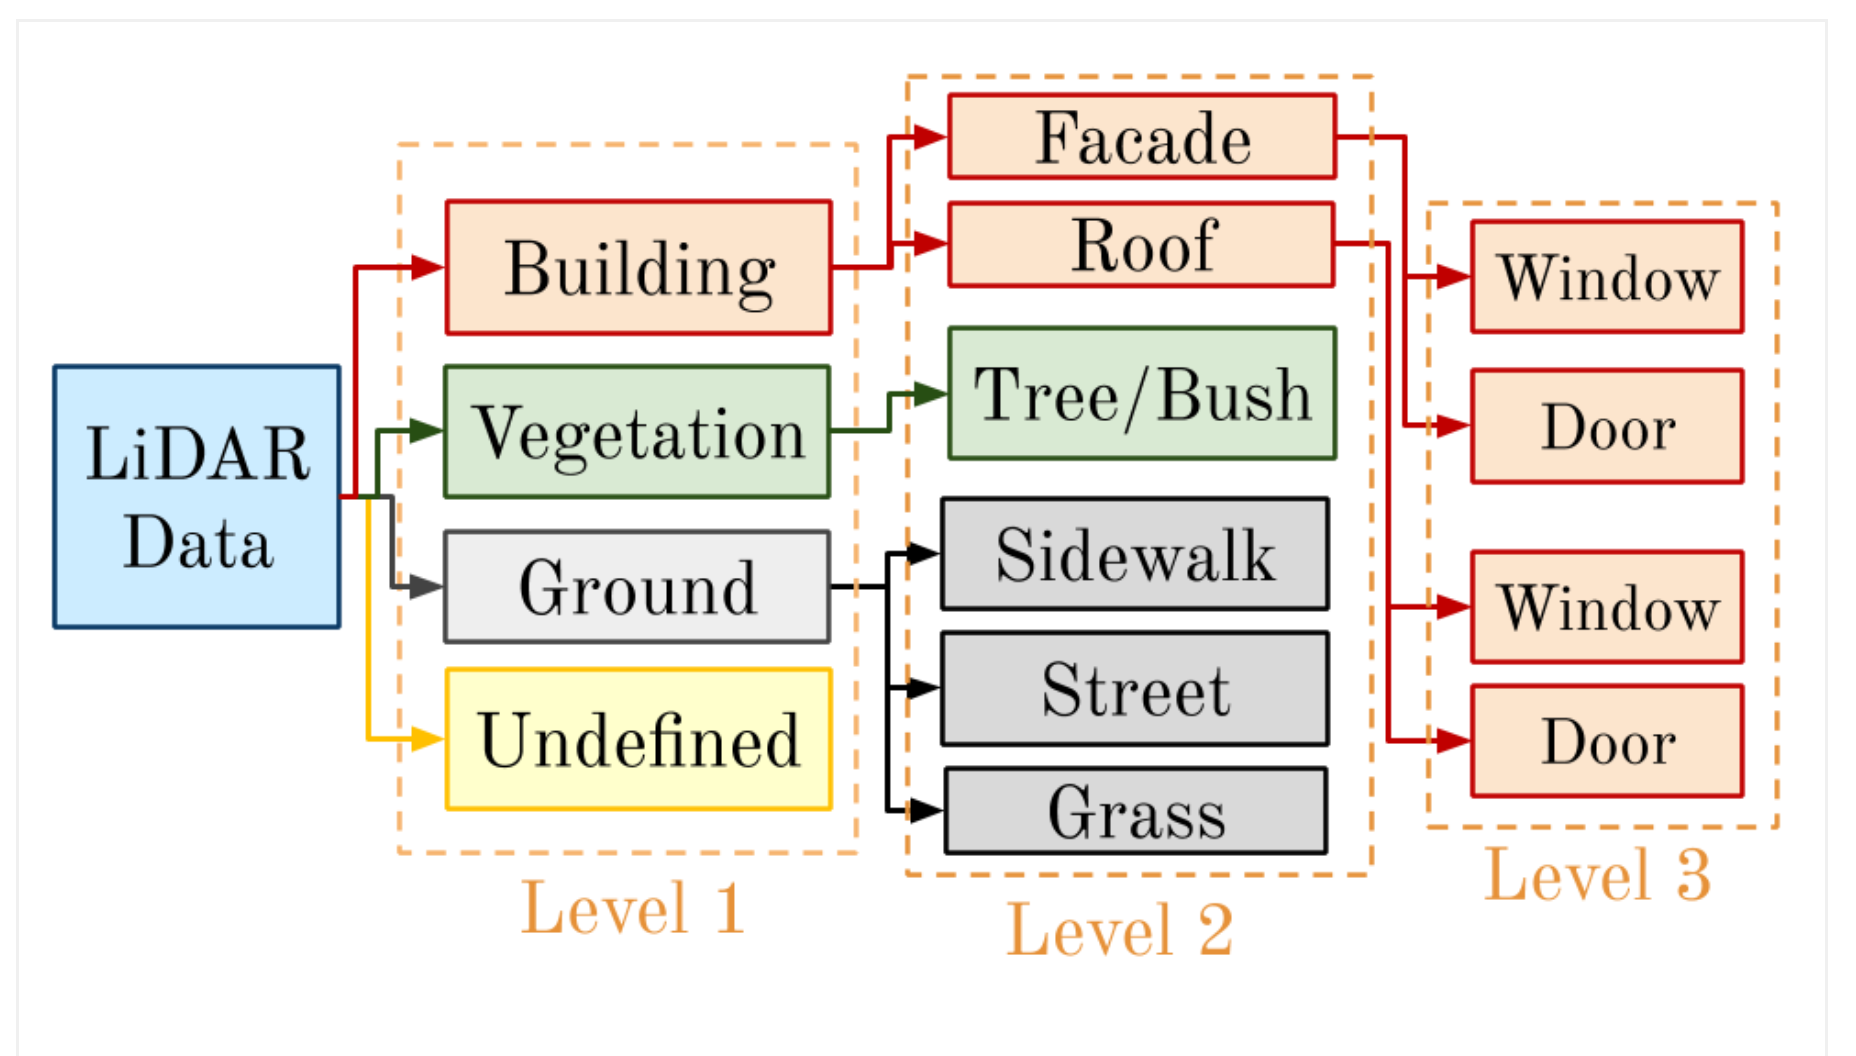 LiDAR
Data
Building
Vegetation
Ground
Undefined
Level 1
Facade
Roof
Tree/Bush
Sidewalk
Street
Grass
Level 2
Window
Door
Window
Door
Level 3